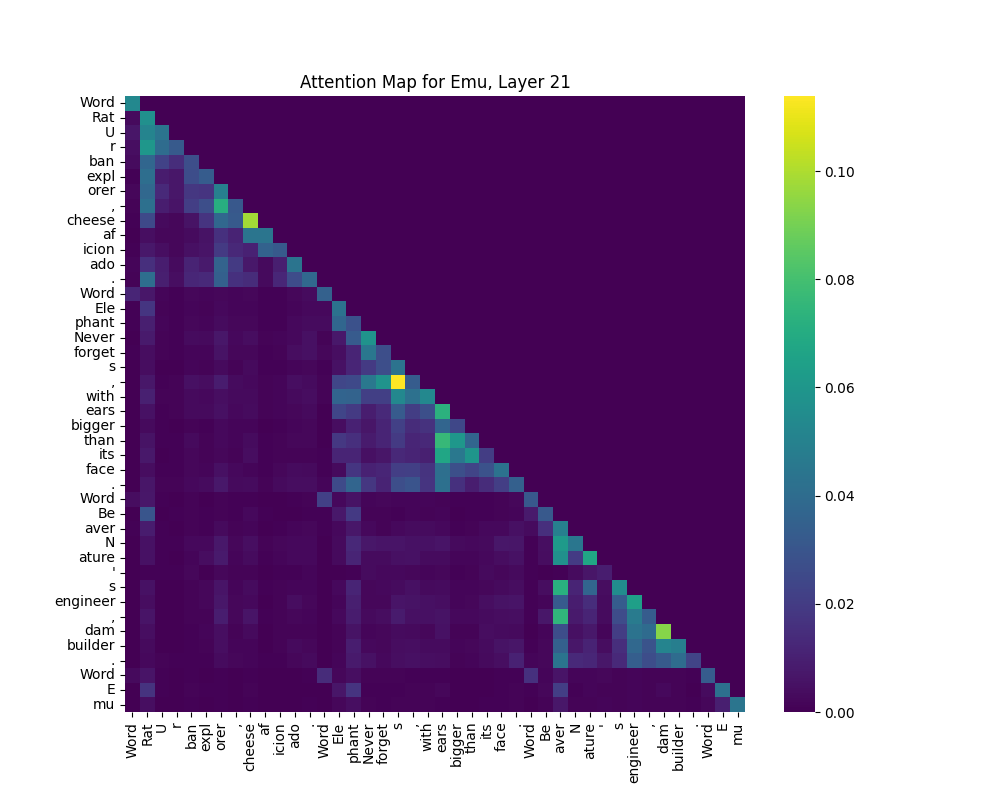 Attention Map for Emu, Layer 21
Word
Rat
U
r
ban
expl
orer
,
cheese
af
icion
ado
.
Word
Ele
phant
Never
forget
s
,
with
ears
bigger
than
its
face
.
Word
Be
aver
N
ature
'
s
engineer
,
dam
builder
.
Word
E
mu
Word
Rat
U
r
ban
expl
orer
,
cheese
af
icion
ado
.
Word
Ele
phant
Never
forget
s
,
with
ears
bigger
than
its
face
.
Word
Be
aver
N
ature
'
s
engineer
,
dam
builder
.
Word
E
mu
0.10
0.08
0.06
0.04
0.02
0.00